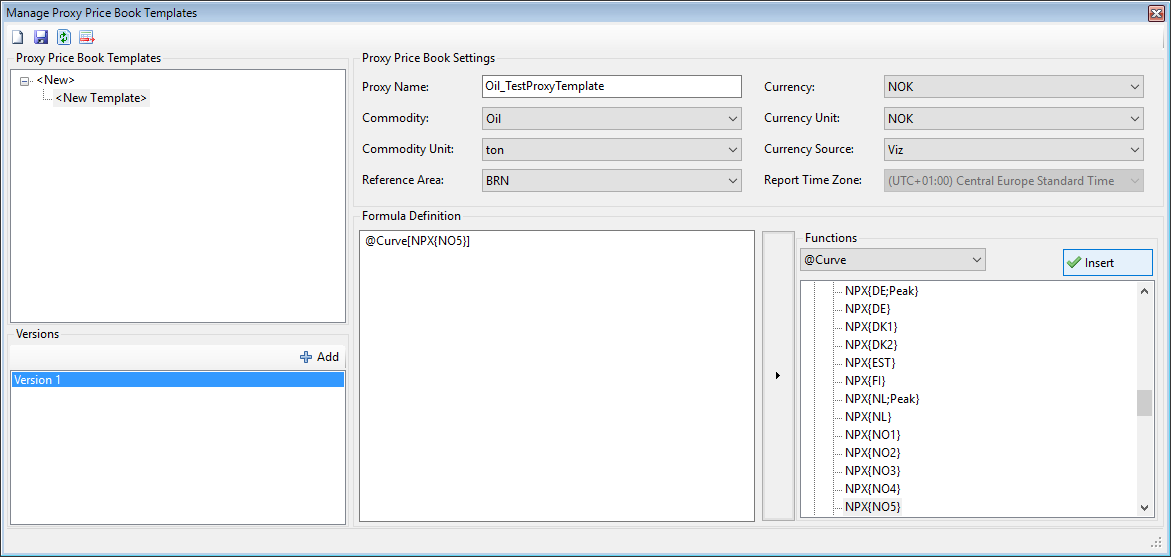 Manage Proxy Price Book Templates
Proxy Price Book Templates
<New>
<New Template>
Versions
Add
Version 1
Proxy Price Book Settings
Proxy Name: Oil_TestProxyTemplate
Currency: NOK
Commodity: Oil
Currency Unit: NOK
Commodity Unit: ton
Currency Source: Viz
Reference Area: BRN
Report Time Zone: (UTC+01:00) Central Europe Standard Time
Formula Definition
@Curve[NPX{NO5}]
Functions
@Curve
Insert
NPX{DE;Peak}
NPX{DE}
NPX{DK1}
NPX{DK2}
NPX{EST}
NPX{FI}
NPX{NL;Peak}
NPX{NL}
NPX{NO1}
NPX{NO2}
NPX{NO3}
NPX{NO4}
NPX{NO5}